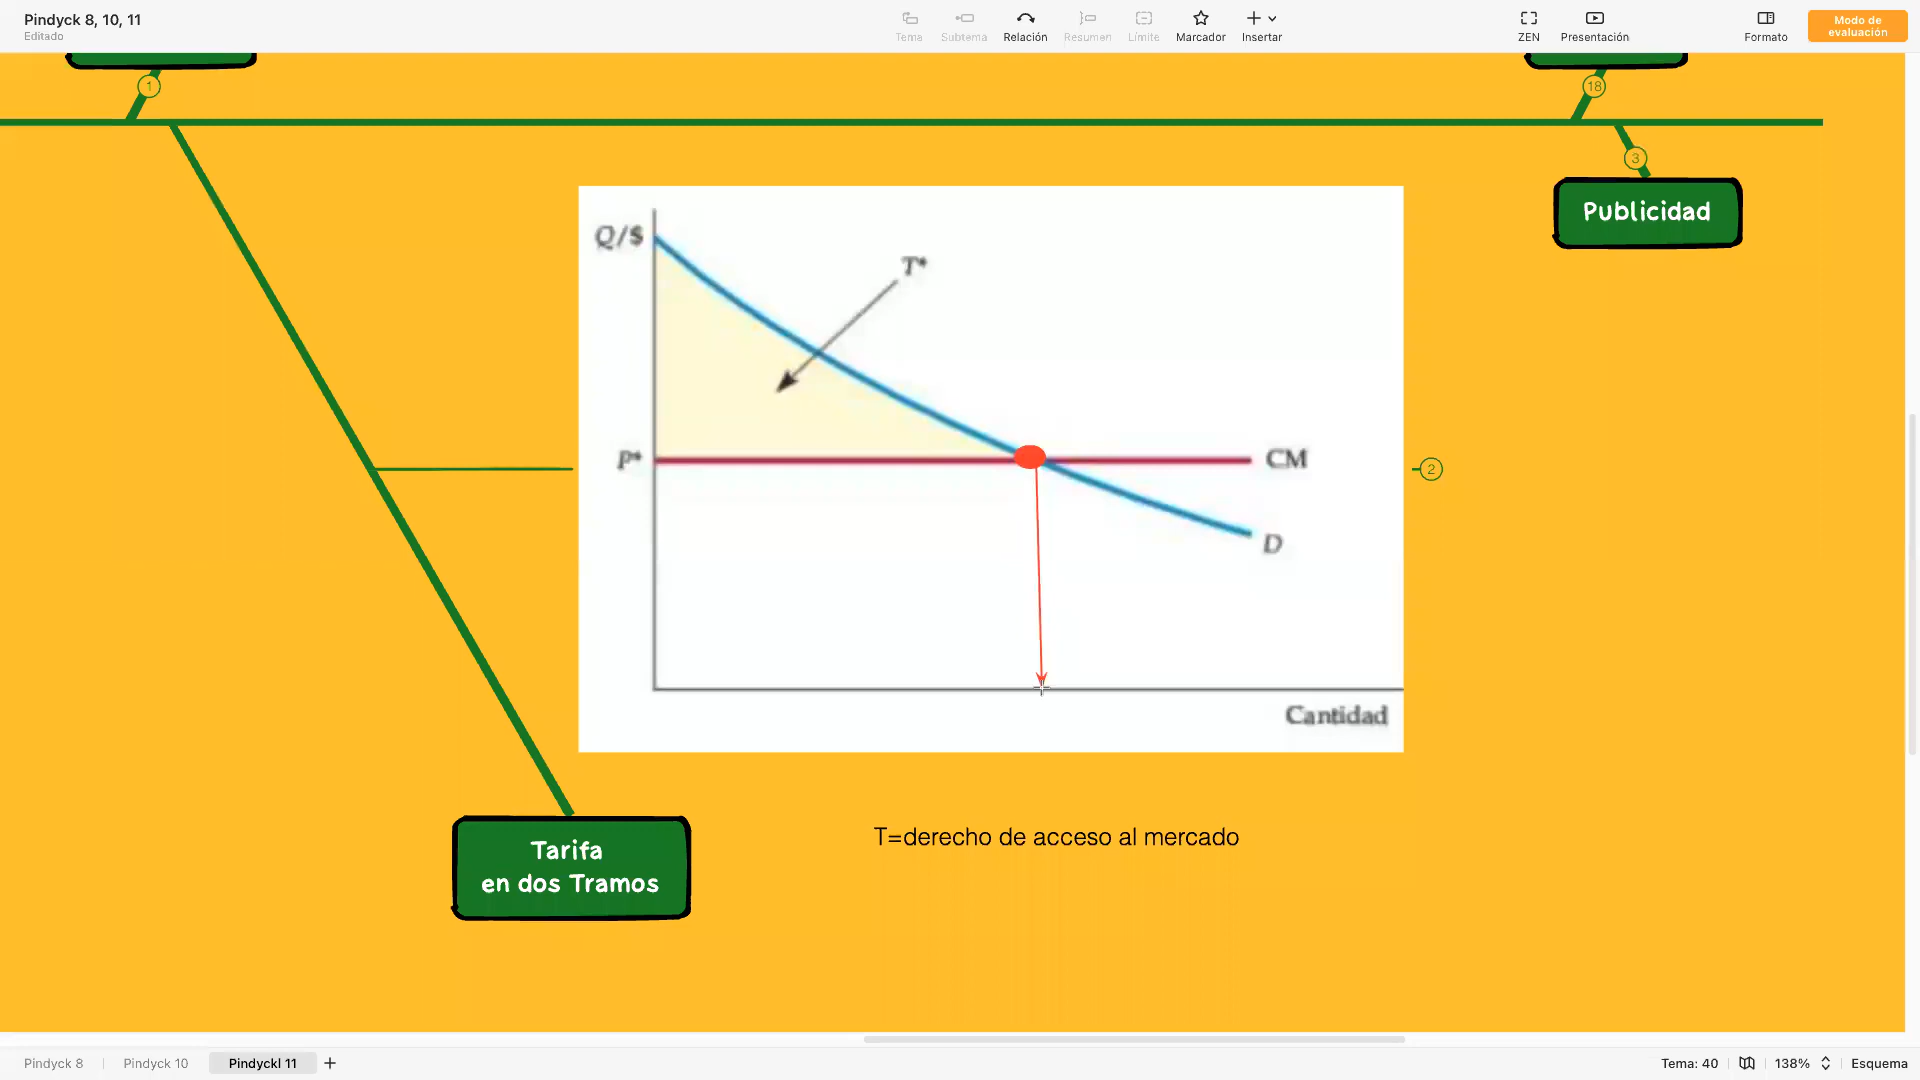 Pindyck 8, 10, 11
Editado
Tema
Subtema
Relación
Resumen
Límite
Marcador
Insertar
ZEN
Presentación
Formato
Modo de
evaluación
1
18
3
Publicidad
Q/$
T*
P*
CM
2
D
Cantidad
T=derecho de acceso al mercado
Tarifa
en dos Tramos
Pindyck 8
Pindyck 10
Pindyckl 11
Tema: 40
138%
Esquema